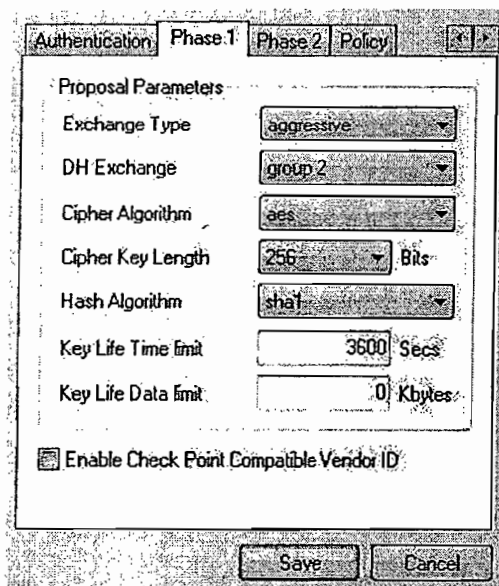 Authentication Phase 1 Phase 2 Policy
Proposal Parameters
Exchange Type aggressive
DH Exchange group 2
Cipher Algorithm aes
Cipher Key Length 256 Bits
Hash Algorithm sha1
Key Life Time limit 3600 Secs
Key Life Data limit 0 Kbytes
Enable Check Point Compatible Vendor ID
Save Cancel